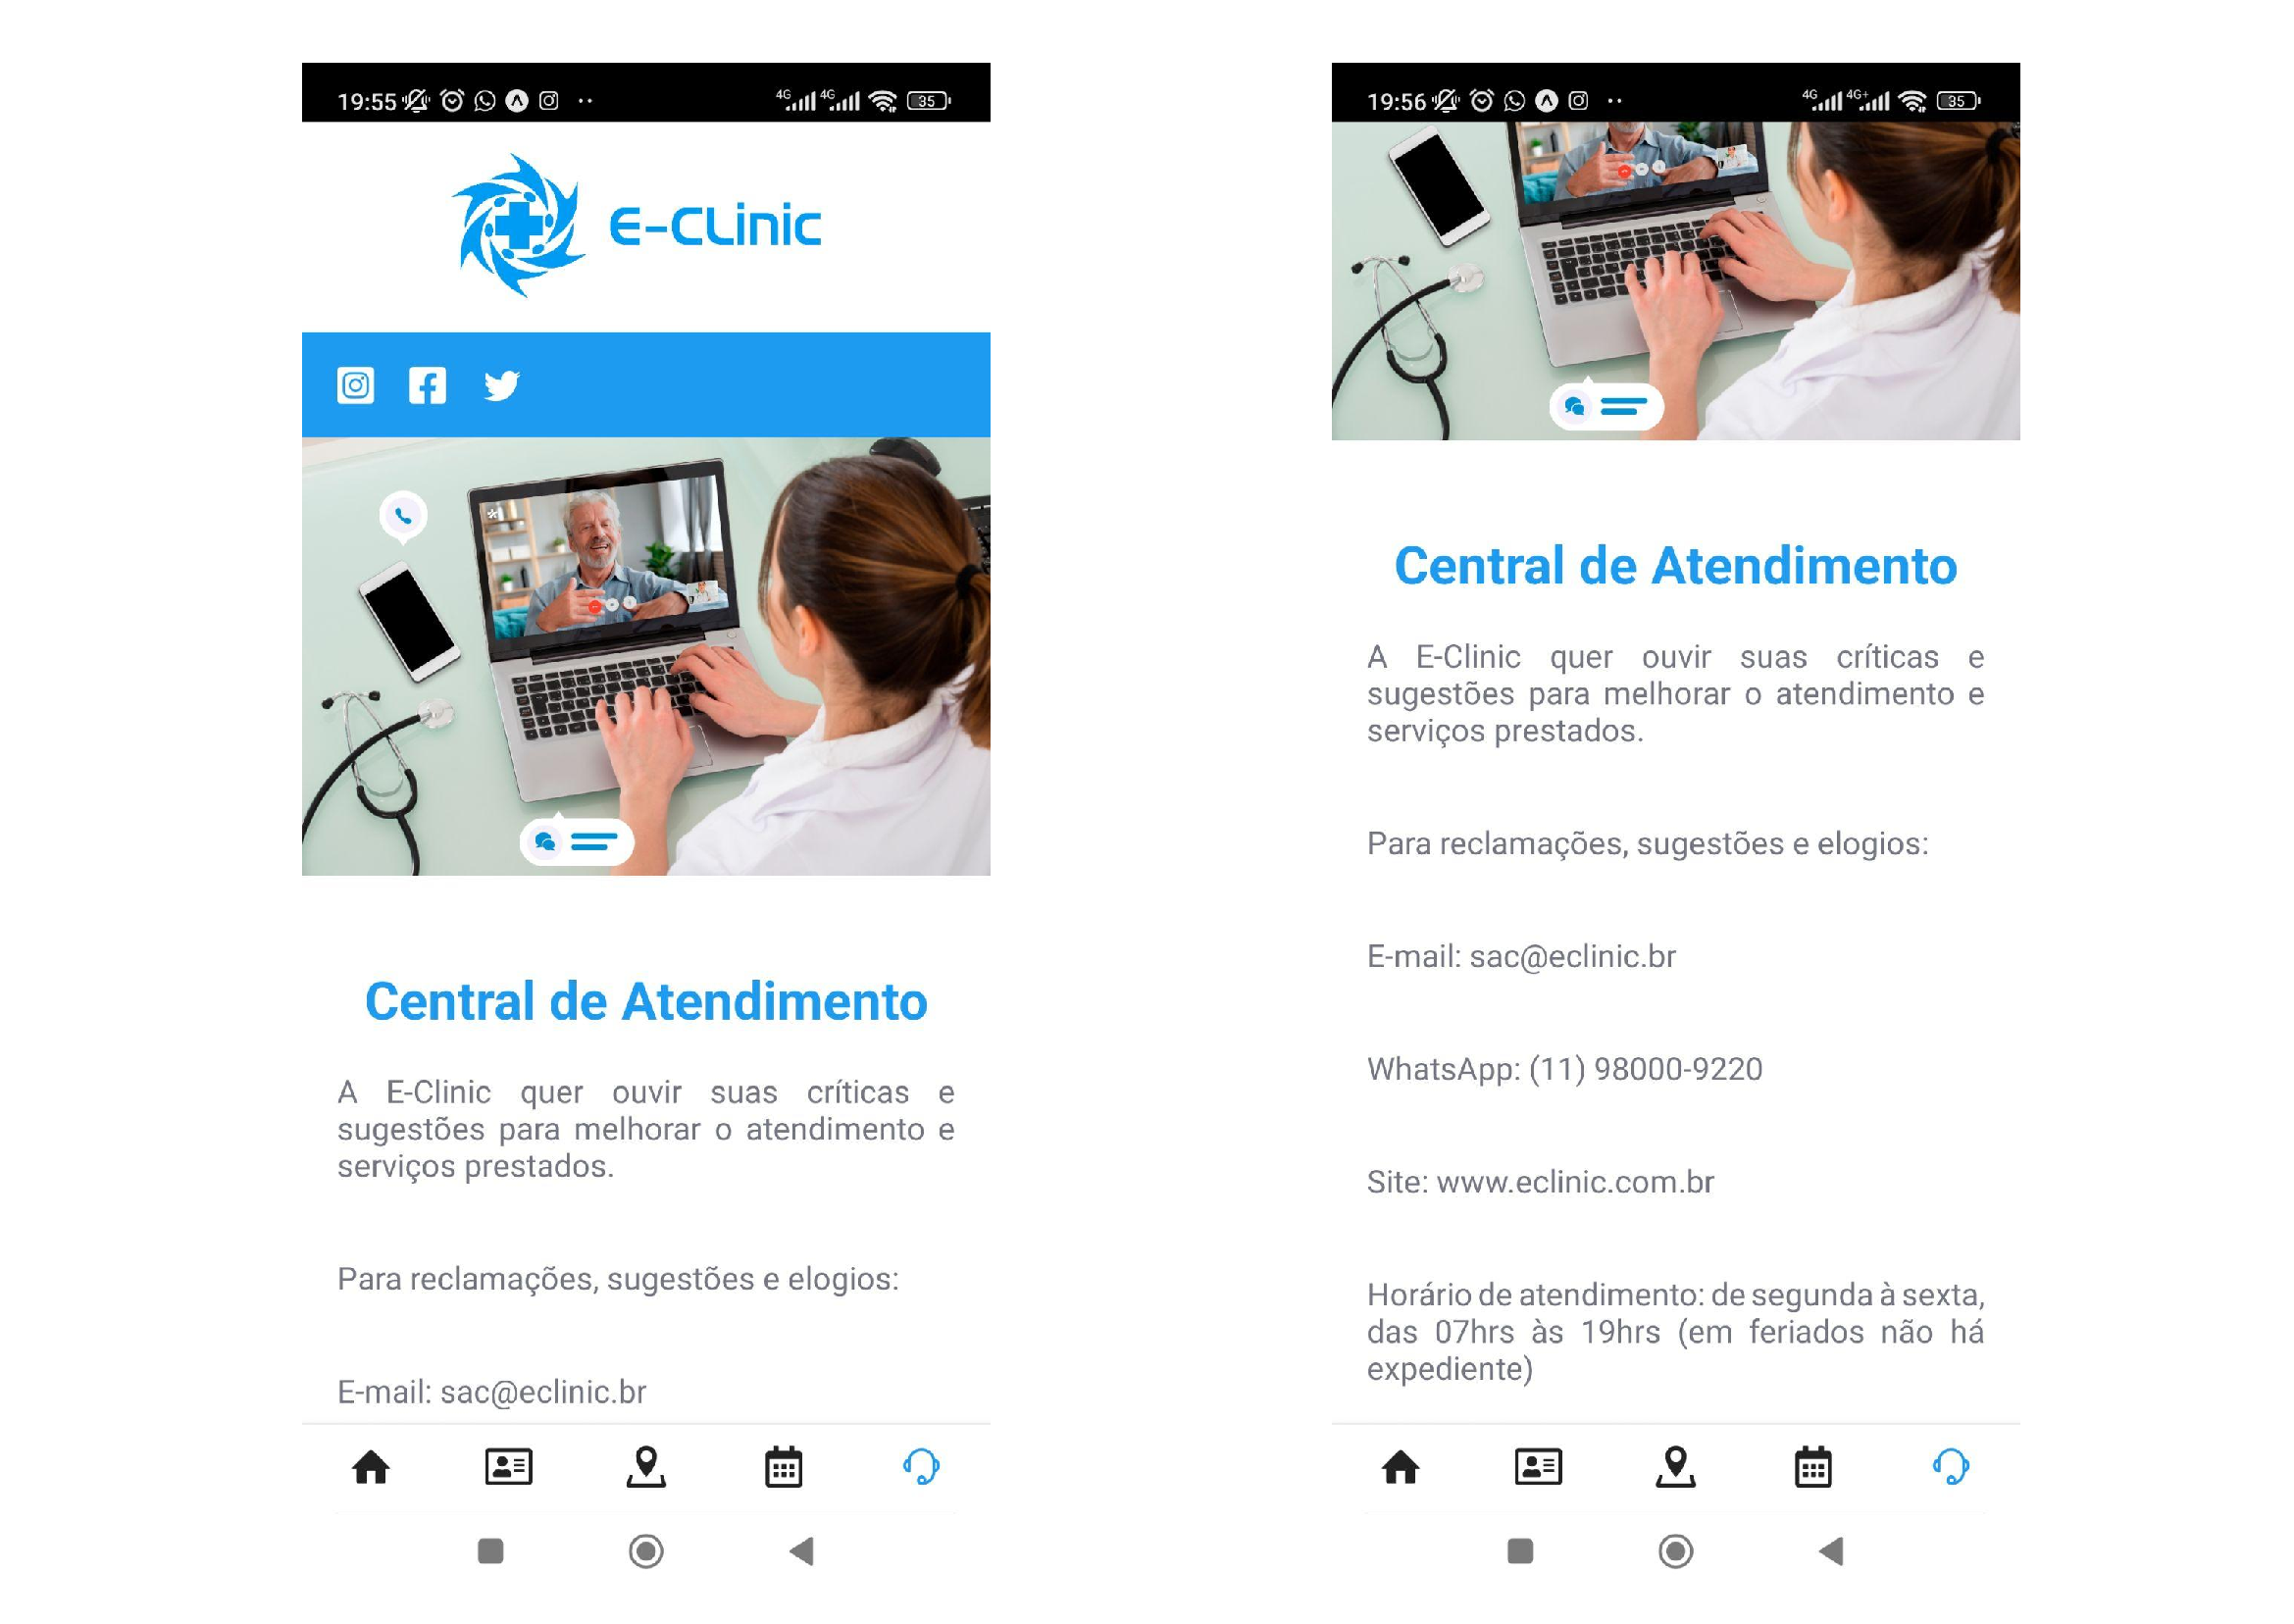 19:55
4G 4G 35
E-CLinic
Central de Atendimento
A E-Clinic quer ouvir suas críticas e
sugestões para melhorar o atendimento e
serviços prestados.
Para reclamações, sugestões e elogios:
E-mail: sac@eclinic.br
19:56
4G 4G+ 35
Central de Atendimento
A E-Clinic quer ouvir suas críticas e
sugestões para melhorar o atendimento e
serviços prestados.
Para reclamações, sugestões e elogios:
E-mail: sac@eclinic.br
WhatsApp: (11) 98000-9220
Site: www.eclinic.com.br
Horário de atendimento: de segunda à sexta,
das 07hrs às 19hrs (em feriados não há
expediente)